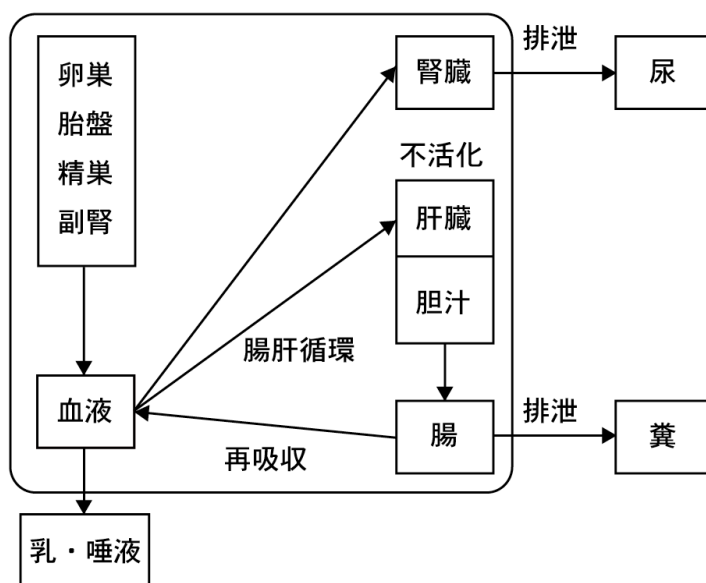 卵巣
胎盤
精巣
副腎
腎臓
排泄
尿
不活化
肝臓
胆汁
腸肝循環
血液
再吸収
腸
排泄
糞
乳・唾液